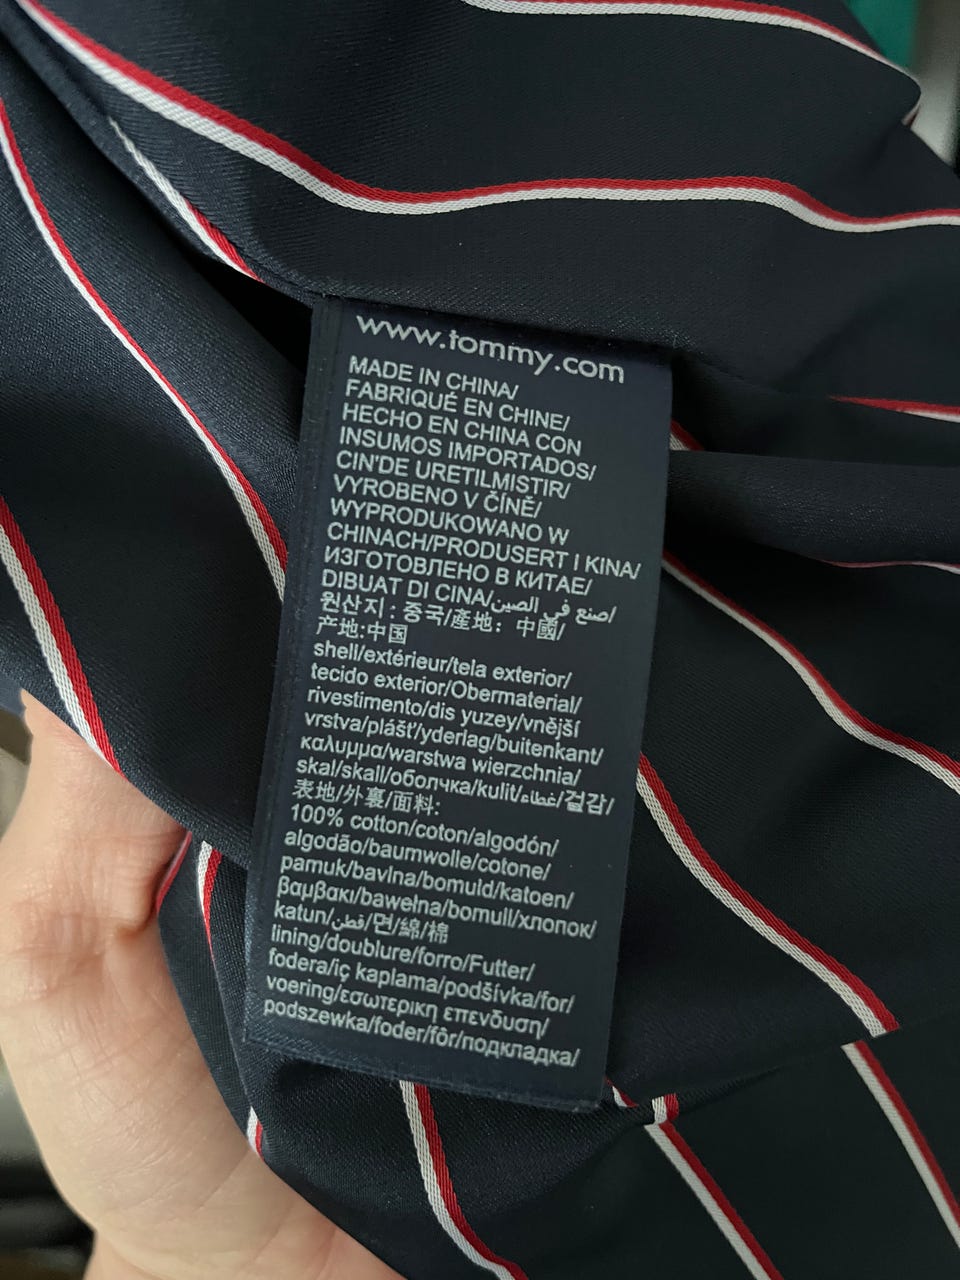 www.tommy.com
MADE IN CHINA/
FABRIQUÉ EN CHINE/
HECHO EN CHINA CON
INSUMOS IMPORTADOS/
CIN'DE URETILMISTIR/
VYROBENO V ČÍNĚ/
WYPRODUKOWANO W
CHINACH/PRODUSERT I KINA/
ИЗГОТОВЛЕНО В КИТАЕ/
DIBUAT DI CINA/صنع في الصين/
원산지 : 중국/產地：中國/
产地:中国
shell/extérieur/tela exterior/
tecido exterior/Obermaterial/
rivestimento/dis yuzey/vnější
vrstva/plášť/yderlag/buitenkant/
καλυμμα/warstwa wierzchnia/
skal/skall/оболчка/kulit/غطاء/겉감/
表地/外裏/面料:
100% cotton/coton/algodón/
algodão/baumwolle/cotone/
pamuk/bavlna/bomuld/katoen/
βαμβακι/bawełna/bomull/хлопок/
katun/قطن/면/綿/棉
lining/doublure/forro/Futter/
fodera/iç kaplama/podšívka/for/
voering/εσωτερικη επενδυση/
podszewka/foder/fôr/подкладка/